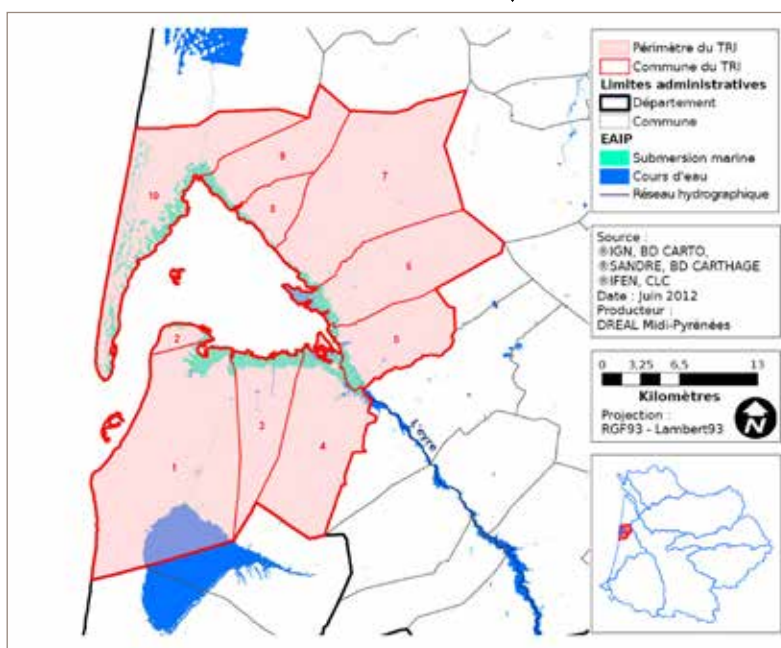 Périmètre du TRI
Commune du TRI
Limites administratives
Département
Commune
EAIP
Submersion marine
Cours d'eau
Réseau hydrographique
Source :
®IGN, BD CARTO,
®SANDRE, BD CARTHAGE
®IFEN, CLC
Date : Juin 2012
Producteur :
DREAL Midi-Pyrénées
0 3,25 6,5 13
Kilomètres
Projection :
RGF93 - Lambert93
N
9
10
7
8
6
5
2
3
4
1
L'eyre